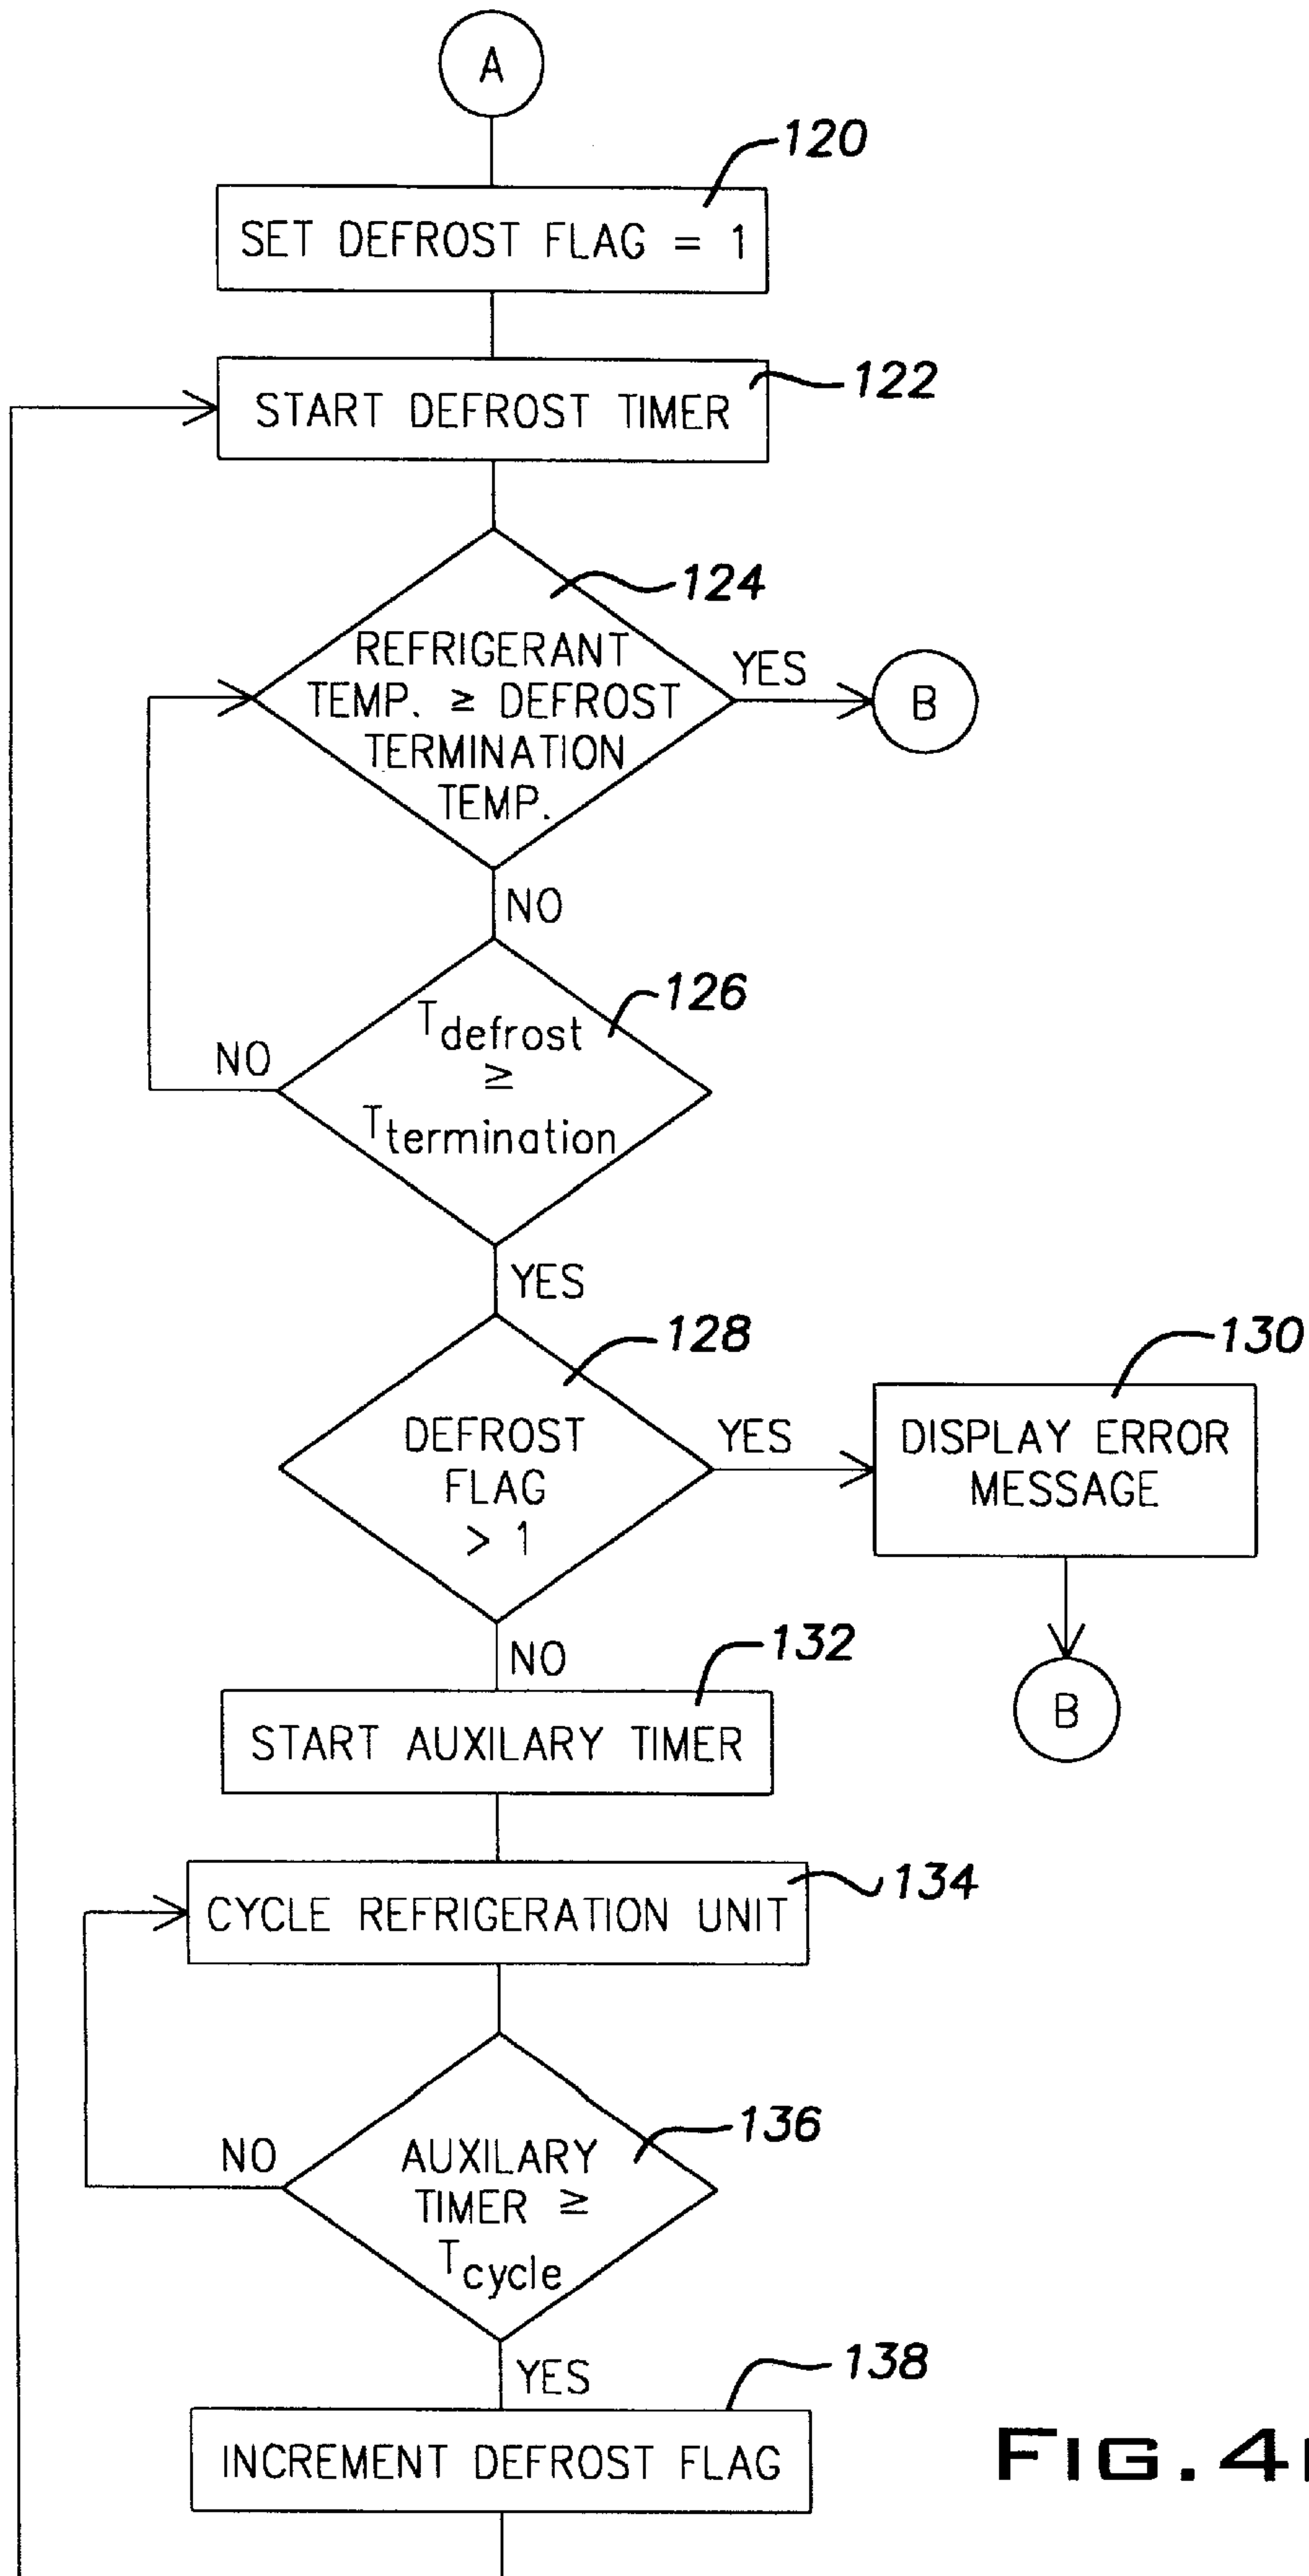 A
120
SET DEFROST FLAG = 1
122
START DEFROST TIMER
124
REFRIGERANT
TEMP. ≥ DEFROST
TERMINATION
TEMP.
YES
B
NO
126
Tdefrost
≥
Ttermination
NO
YES
128
DEFROST
FLAG
> 1
YES
130
DISPLAY ERROR
MESSAGE
B
NO
132
START AUXILARY TIMER
134
CYCLE REFRIGERATION UNIT
136
AUXILARY
TIMER ≥
Tcycle
NO
YES
138
INCREMENT DEFROST FLAG
FIG. 4